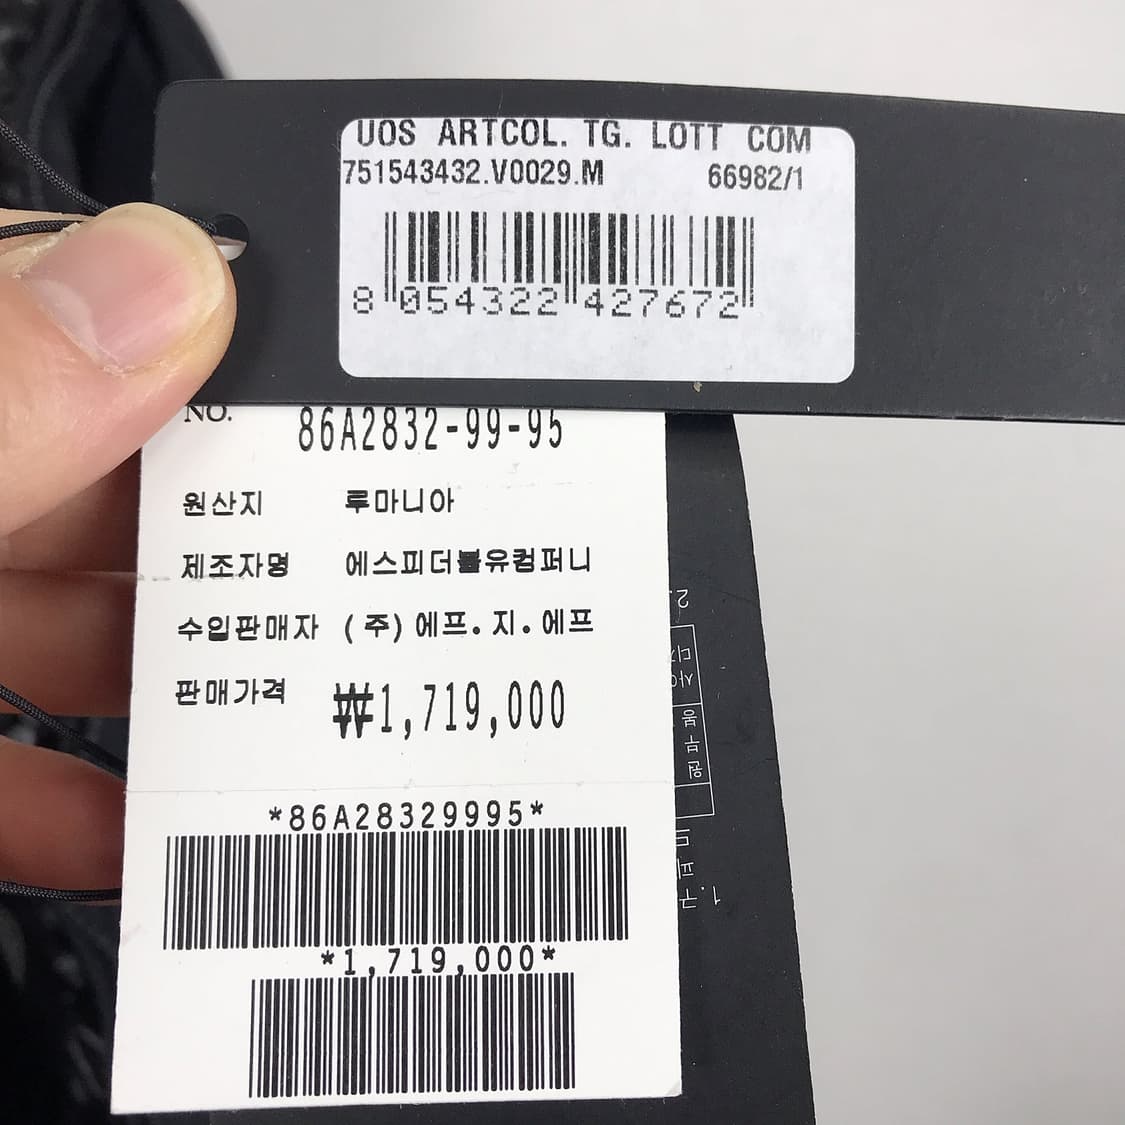 UOS ARTCOL. TG. LOTT COM
751543432.V0029.M 66982/1
8 054322 427672
NO. 86A2832-99-95
원산지 루마니아
제조자명 에스피더블유컴퍼니
수입판매자 (주)에프.지.에프
판매가격 ₩1,719,000
*86A28329995*
*1,719,000*
2.
1.